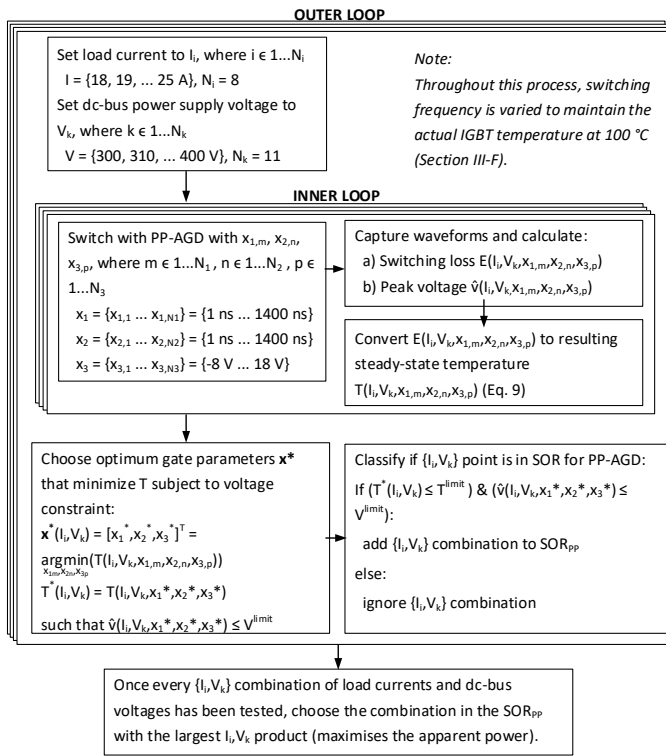 OUTER LOOP
Set load current to Iᵢ, where i ϵ 1...Nᵢ
I = {18, 19, ... 25 A}, Nᵢ = 8
Set dc-bus power supply voltage to
Vₖ, where k ϵ 1...Nₖ
V = {300, 310, ... 400 V}, Nₖ = 11
Note:
Throughout this process, switching
frequency is varied to maintain the
actual IGBT temperature at 100 °C
(Section III-F).
INNER LOOP
Switch with PP-AGD with x₁,ₘ, x₂,ₙ,
x₃,ₚ, where m ϵ 1...N₁ , n ϵ 1...N₂ , p ϵ
1...N₃
x₁ = {x₁,₁ ... x₁,N1} = {1 ns ... 1400 ns}
x₂ = {x₂,₁ ... x₂,N2} = {1 ns ... 1400 ns}
x₃ = {x₃,₁ ... x₃,N3} = {-8 V ... 18 V}
Capture waveforms and calculate:
a) Switching loss E(Iᵢ,Vₖ,x₁,ₘ,x₂,ₙ,x₃,ₚ)
b) Peak voltage v̂(Iᵢ,Vₖ,x₁,ₘ,x₂,ₙ,x₃,ₚ)
Convert E(Iᵢ,Vₖ,x₁,ₘ,x₂,ₙ,x₃,ₚ) to resulting
steady-state temperature
T(Iᵢ,Vₖ,x₁,ₘ,x₂,ₙ,x₃,ₚ) (Eq. 9)
Choose optimum gate parameters x*
that minimize T subject to voltage
constraint:
x*(Iᵢ,Vₖ) = [x₁*,x₂*,x₃*]ᵀ =
argmin(T(Iᵢ,Vₖ,x₁,ₘ,x₂,ₙ,x₃,ₚ))
x₁ₘ,x₂ₙ,x₃ₚ
T*(Iᵢ,Vₖ) = T(Iᵢ,Vₖ,x₁*,x₂*,x₃*)
such that v̂(Iᵢ,Vₖ,x₁*,x₂*,x₃*) ≤ Vˡⁱᵐⁱᵗ
Classify if {Iᵢ,Vₖ} point is in SOR for PP-AGD:
If (T*(Iᵢ,Vₖ) ≤ Tˡⁱᵐⁱᵗ ) & (v̂(Iᵢ,Vₖ,x₁*,x₂*,x₃*) ≤
Vˡⁱᵐⁱᵗ):
add {Iᵢ,Vₖ} combination to SORPP
else:
ignore {Iᵢ,Vₖ} combination
Once every {Iᵢ,Vₖ} combination of load currents and dc-bus
voltages has been tested, choose the combination in the SORPP
with the largest Iᵢ,Vₖ product (maximises the apparent power).